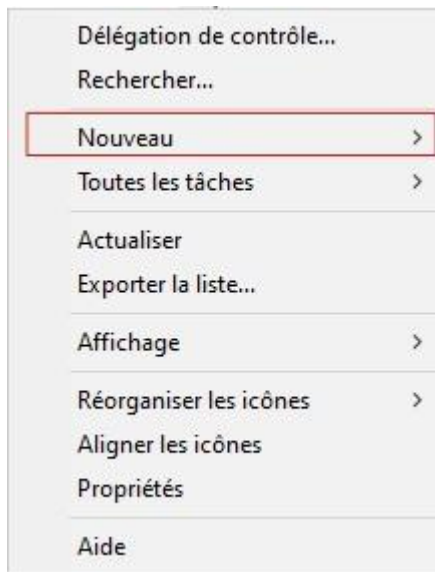 Délégation de contrôle...
Rechercher...
Nouveau
Toutes les tâches
Actualiser
Exporter la liste...
Affichage
Réorganiser les icônes
Aligner les icônes
Propriétés
Aide